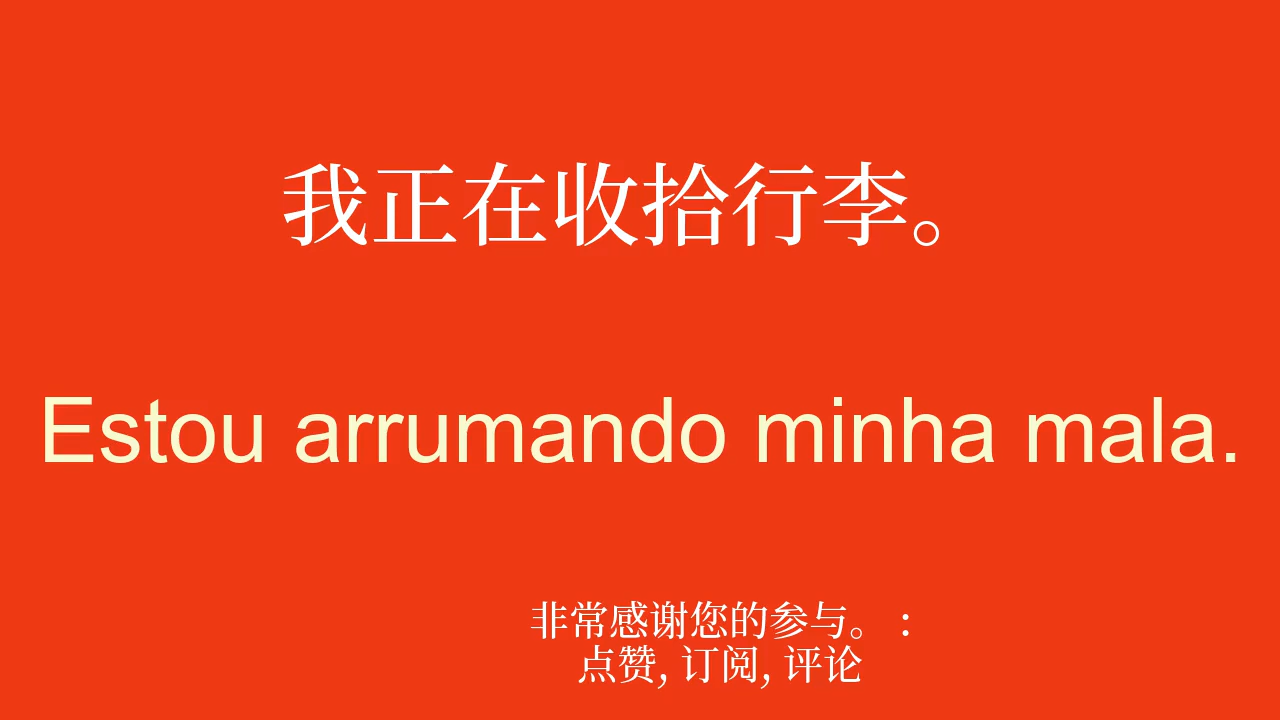 我正在收拾行李。
Estou arrumando minha mala.
非常感谢您的参与。 :
点赞, 订阅, 评论